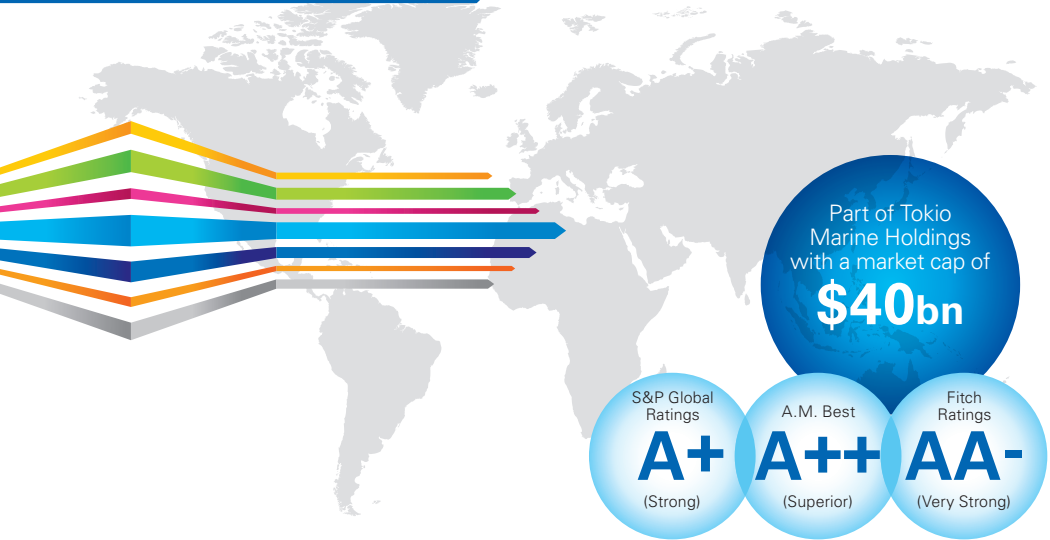 Part of Tokio
Marine Holdings
with a market cap of
$40bn
S&P Global
Ratings
A+
(Strong)
A.M. Best
A++
(Superior)
Fitch
Ratings
AA-
(Very Strong)